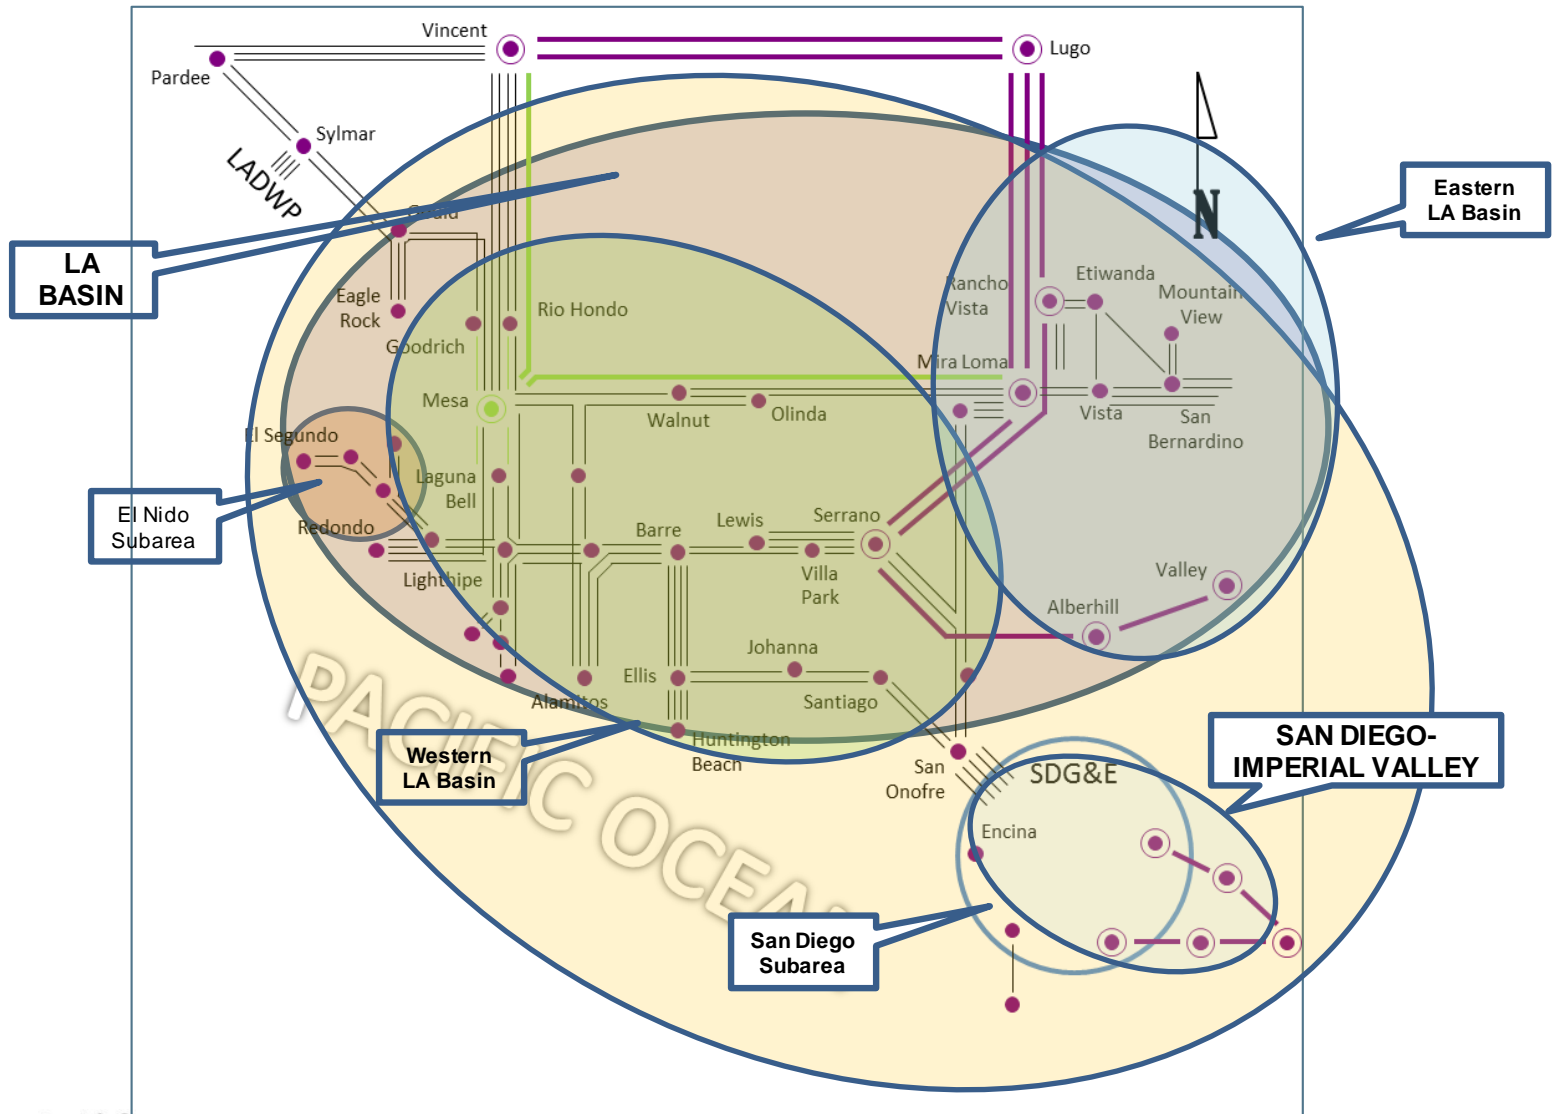 Vincent
Lugo
Pardee
Sylmar
LADWP
Gould
Eastern
LA Basin
N
LA
BASIN
Eagle
Rock
Rio Hondo
Goodrich
Rancho
Vista
Etiwanda
Mountain
View
Mira Loma
Mesa
Walnut
Olinda
Vista
San
Bernardino
El Segundo
Laguna
Bell
El Nido
Subarea
Redondo
Barre
Lewis
Serrano
Lighthipe
Villa
Park
Valley
Alberhill
Johanna
Ellis
Santiago
Alamitos
PACIFIC OCEAN
Western
LA Basin
Huntington
Beach
San
Onofre
SDG&E
SAN DIEGO-
IMPERIAL VALLEY
Encina
San Diego
Subarea